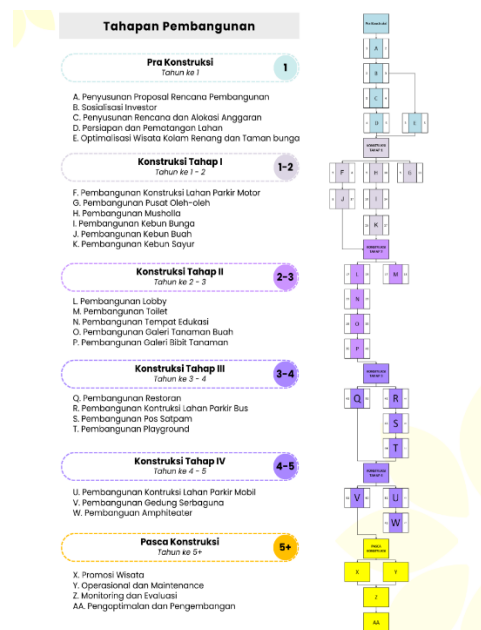 Tahapan Pembangunan
Pra Konstruksi
Tahun ke 1
1
A. Penyusunan Proposal Rencana Pembangunan
B. Sosialisasi Investor
C. Penyusunan Rencana dan Alokasi Anggaran
D. Persiapan dan Pematangan Lahan
E. Optimalisasi Wisata Kolam Renang dan Taman bunga
Konstruksi Tahap I
Tahun ke 1 - 2
1-2
F. Pembangunan Konstruksi Lahan Parkir Motor
G. Pembangunan Pusat Oleh-oleh
H. Pembangunan Musholla
I. Pembangunan Kebun Bunga
J. Pembangunan Kebun Buah
K. Pembangunan Kebun Sayur
Konstruksi Tahap II
Tahun ke 2 - 3
2-3
L. Pembangunan Lobby
M. Pembangunan Toilet
N. Pembangunan Tempat Edukasi
O. Pembangunan Galeri Tanaman Buah
P. Pembangunan Galeri Bibit Tanaman
Konstruksi Tahap III
Tahun ke 3 - 4
3-4
Q. Pembangunan Restoran
R. Pembangunan Kontruksi Lahan Parkir Bus
S. Pembangunan Pos Satpam
T. Pembangunan Playground
Konstruksi Tahap IV
Tahun ke 4 - 5
4-5
U. Pembangunan Kontruksi Lahan Parkir Mobil
V. Pembangunan Gedung Serbaguna
W. Pembanguan Amphiteater
Pasca Konstruksi
Tahun ke 5+
5+
X. Promosi Wisata
Y. Operasional dan Maintenance
Z. Monitoring dan Evaluasi
AA. Pengoptimalan dan Pengembangan
Pra Konstruksi
A
B
C
D E
F H G
J I
K
L M
N
O
P
Q R
S
T
V U
W
X Y
Z
AA